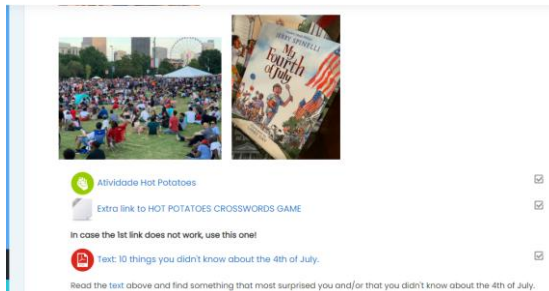 JERRY SPINELLI
My
Fourth
of July
Atividade Hot Potatoes
Extra link to HOT POTATOES CROSSWORDS GAME
In case the 1st link does not work, use this one!
Text: 10 things you didn't know about the 4th of July.
Read the text above and find something that most surprised you and/or that you didn't know about the 4th of July.